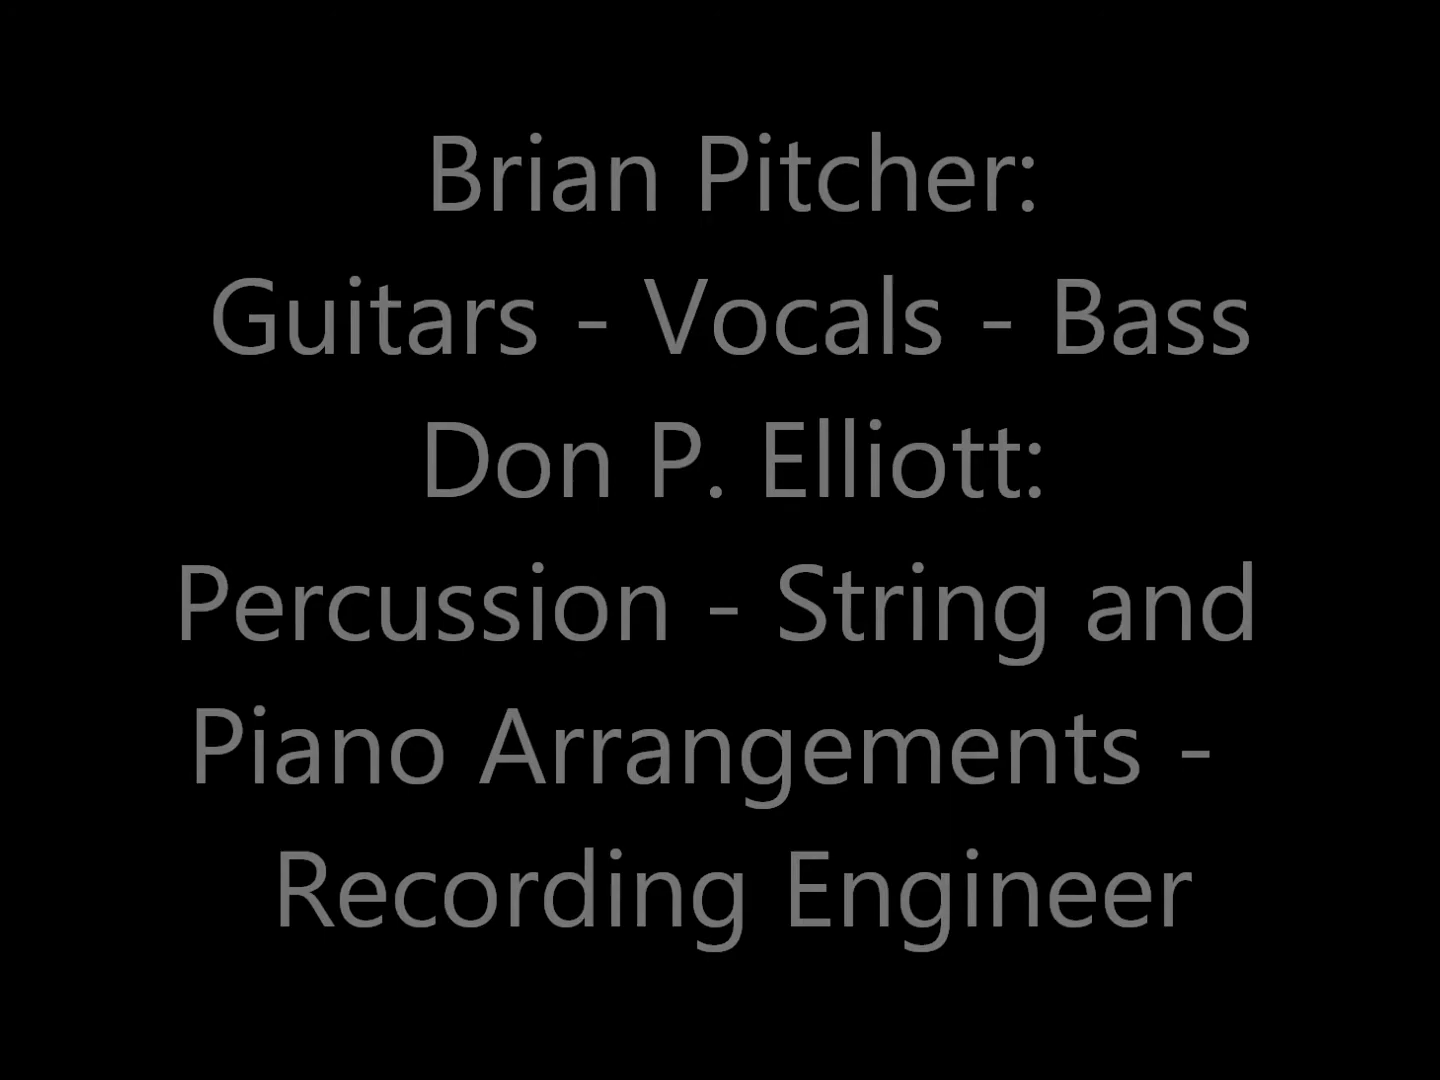 Brian Pitcher:
Guitars - Vocals - Bass
Don P. Elliott:
Percussion - String and
Piano Arrangements -
Recording Engineer